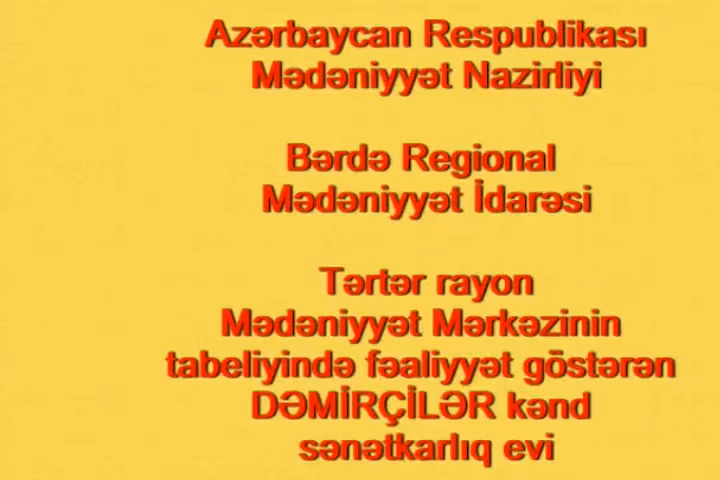 Azərbaycan Respublikası
Mədəniyyət Nazirliyi
Bərdə Regional
Mədəniyyət İdarəsi
Tərtər rayon
Mədəniyyət Mərkəzinin
tabeliyində fəaliyyət göstərən
DƏMİRÇİLƏR kənd
sənətkarlıq evi